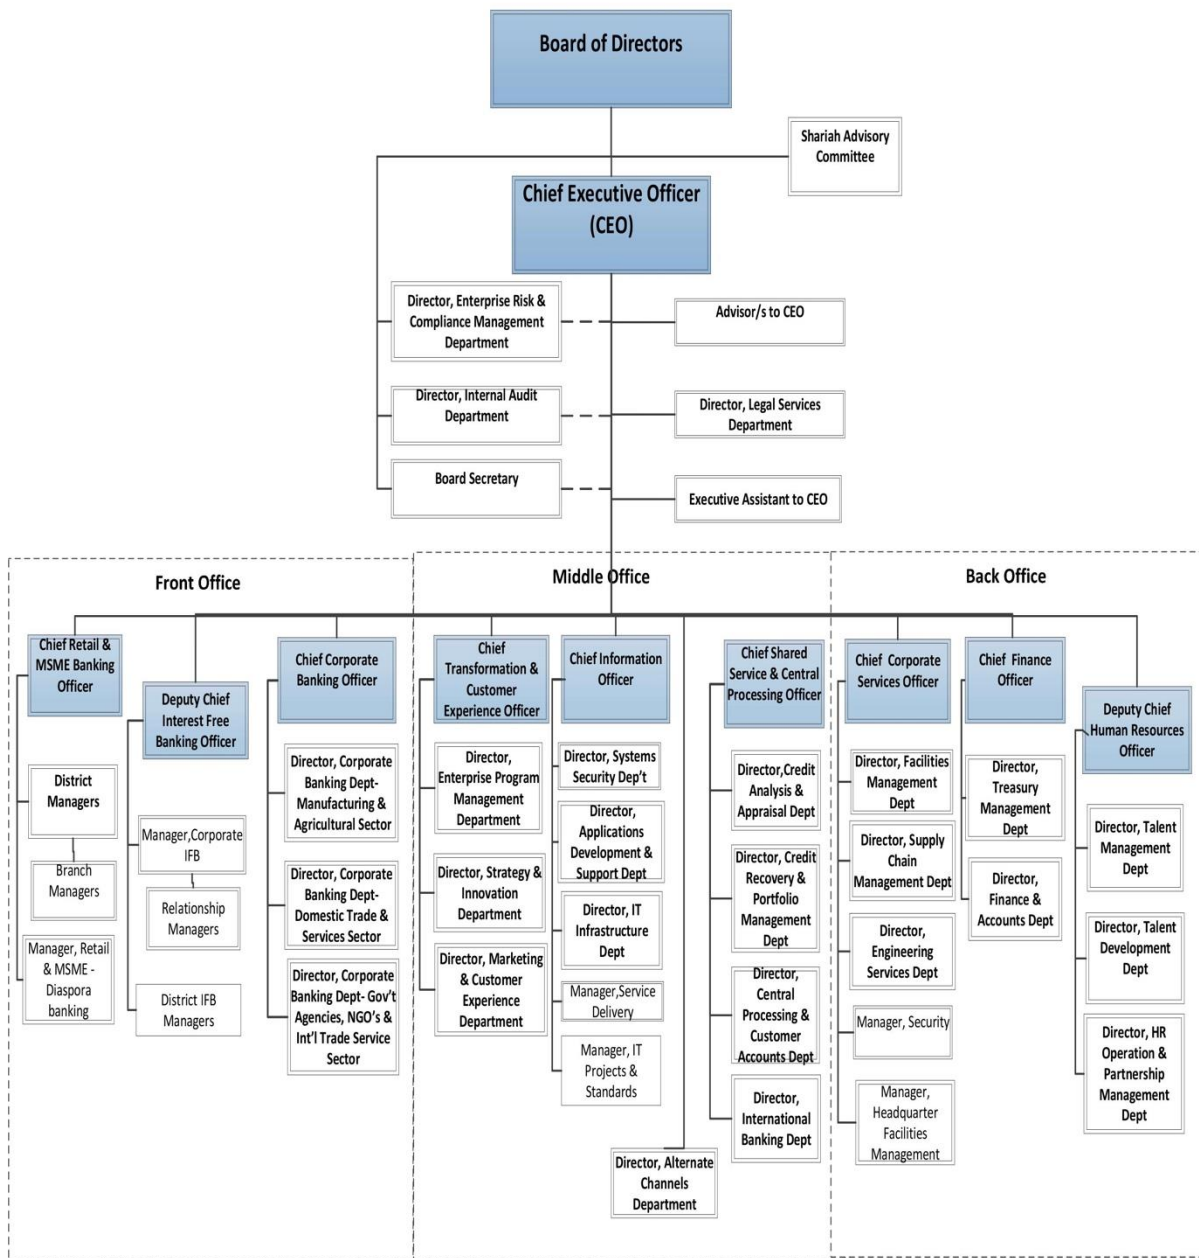 Board of Directors
Shariah Advisory
Committee
Chief Executive Officer
(CEO)
Director, Enterprise Risk &
Compliance Management
Department
Advisor/s to CEO
Director, Internal Audit
Department
Director, Legal Services
Department
Board Secretary
Executive Assistant to CEO
Front Office
Middle Office
Back Office
Chief Retail &
MSME Banking
Officer
Deputy Chief
Interest Free
Banking Officer
Chief Corporate
Banking Officer
Chief
Transformation &
Customer
Experience Officer
Chief Information
Officer
Chief Shared
Service & Central
Processing Officer
Chief Corporate
Services Officer
Chief Finance
Officer
Deputy Chief
Human Resources
Officer
District
Managers
Branch
Managers
Manager, Retail
& MSME -
Diaspora
banking
Manager,Corporate
IFB
Relationship
Managers
District IFB
Managers
Director, Corporate
Banking Dept-
Manufacturing &
Agricultural Sector
Director, Corporate
Banking Dept-
Domestic Trade &
Services Sector
Director, Corporate
Banking Dept- Gov't
Agencies, NGO's &
Int'l Trade Service
Sector
Director,
Enterprise Program
Management
Department
Director, Strategy &
Innovation
Department
Director, Marketing
& Customer
Experience
Department
Director, Systems
Security Dep't
Director,
Applications
Development &
Support Dept
Director, IT
Infrastructure
Dept
Manager,Service
Delivery
Manager, IT
Projects &
Standards
Director, Alternate
Channels
Department
Director,Credit
Analysis &
Appraisal Dept
Director, Credit
Recovery &
Portfolio
Management
Dept
Director,
Central
Processing &
Customer
Accounts Dept
Director,
International
Banking Dept
Director, Facilities
Management
Dept
Director, Supply
Chain
Management Dept
Director,
Engineering
Services Dept
Manager, Security
Manager,
Headquarter
Facilities
Management
Director,
Treasury
Management
Dept
Director,
Finance &
Accounts Dept
Director, Talent
Management
Dept
Director, Talent
Development
Dept
Director, HR
Operation &
Partnership
Management
Dept